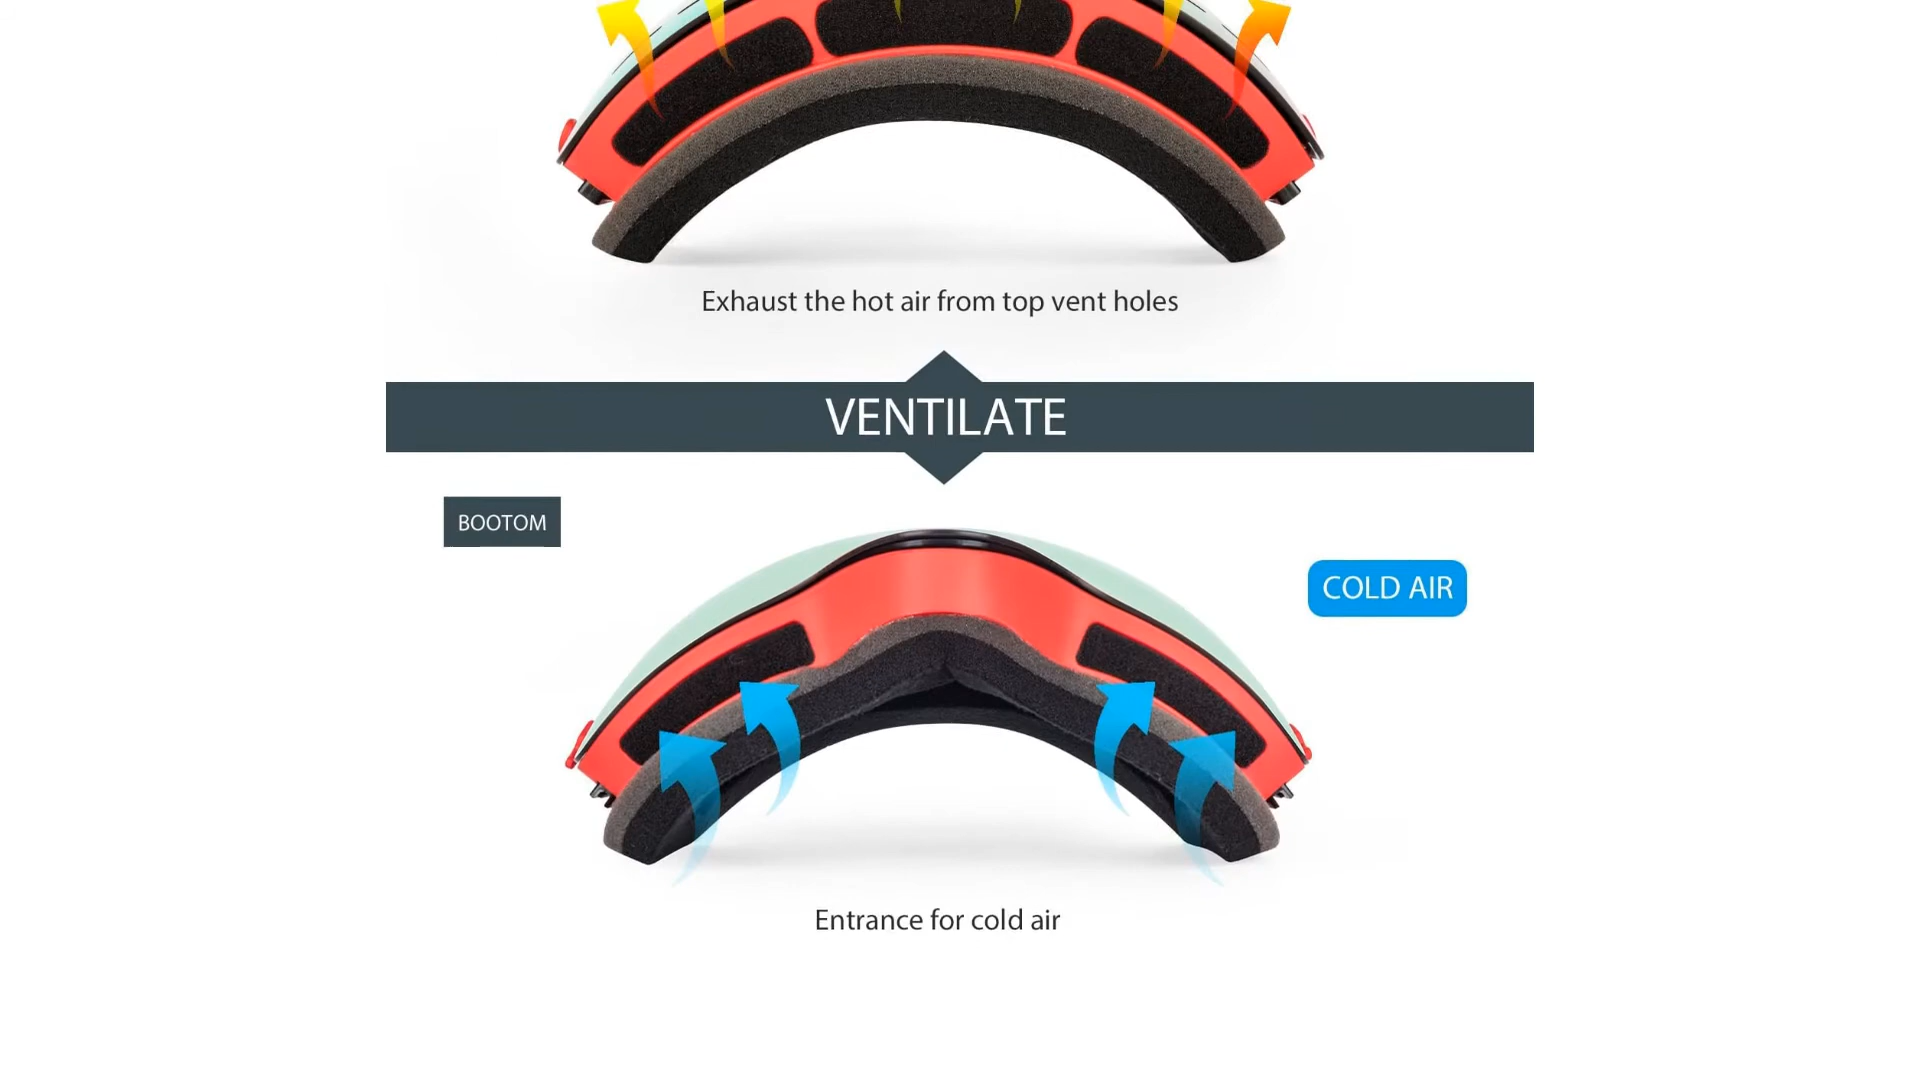 Exhaust the hot air from top vent holes
VENTILATE
BOOTOM
COLD AIR
Entrance for cold air